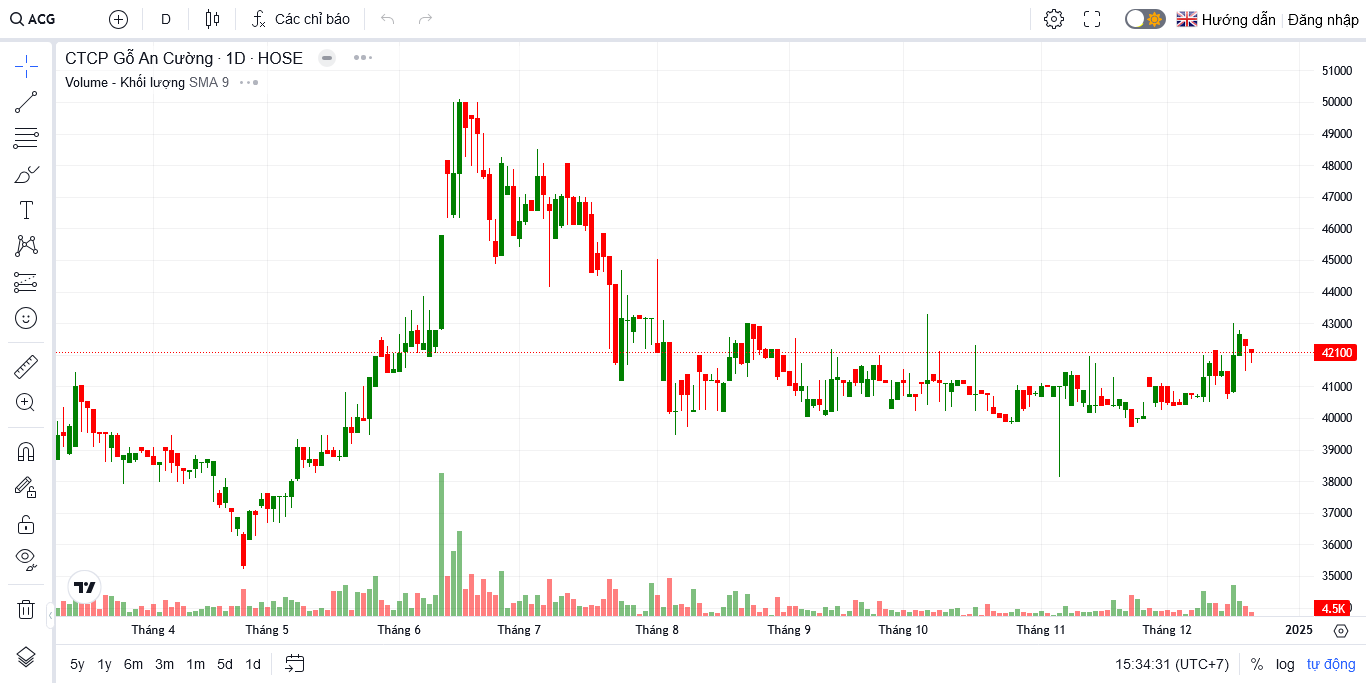 ACG D Các chỉ báo Hướng dẫn Đăng nhập
CTCP Gỗ An Cường · 1D · HOSE
Volume - Khối lượng SMA 9
51000
50000
49000
48000
47000
46000
45000
44000
43000
42100
41000
40000
39000
38000
37000
36000
35000
4.5K
Tháng 4 Tháng 5 Tháng 6 Tháng 7 Tháng 8 Tháng 9 Tháng 10 Tháng 11 Tháng 12 2025
5y 1y 6m 3m 1m 5d 1d 15:34:31 (UTC+7) % log tự động